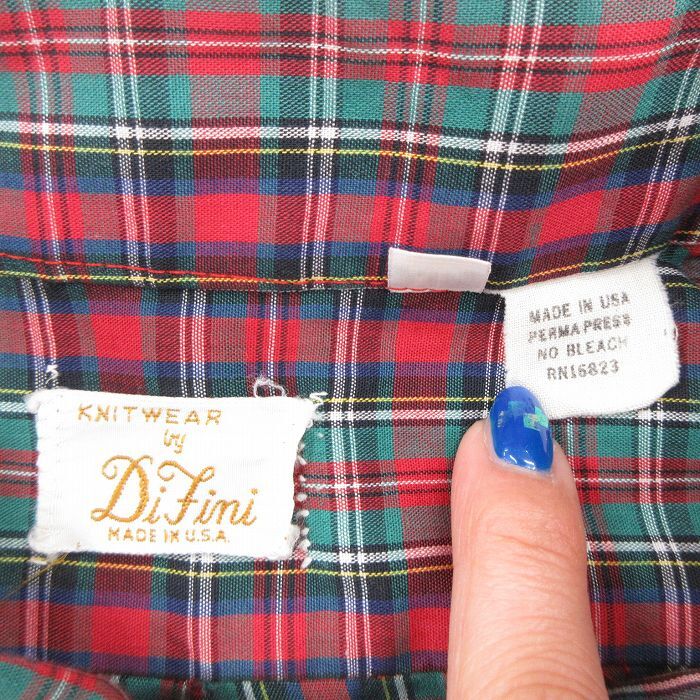 KNITWEAR
by
DiFini
MADE IN U.S.A.
MADE IN USA
PERMA PRESS
NO BLEACH
RN16823